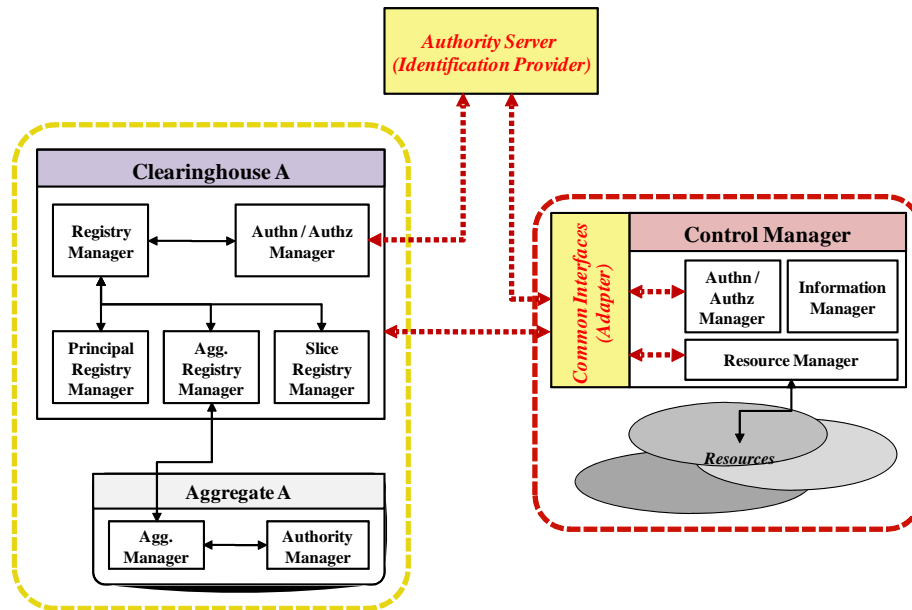 Authority Server
(Identification Provider)
Clearinghouse A
Registry
Manager
Authn / Authz
Manager
Principal
Registry
Manager
Agg.
Registry
Manager
Slice
Registry
Manager
Aggregate A
Agg.
Manager
Authority
Manager
Common Interfaces
(Adapter)
Control Manager
Authn /
Authz
Manager
Information
Manager
Resource Manager
Resources